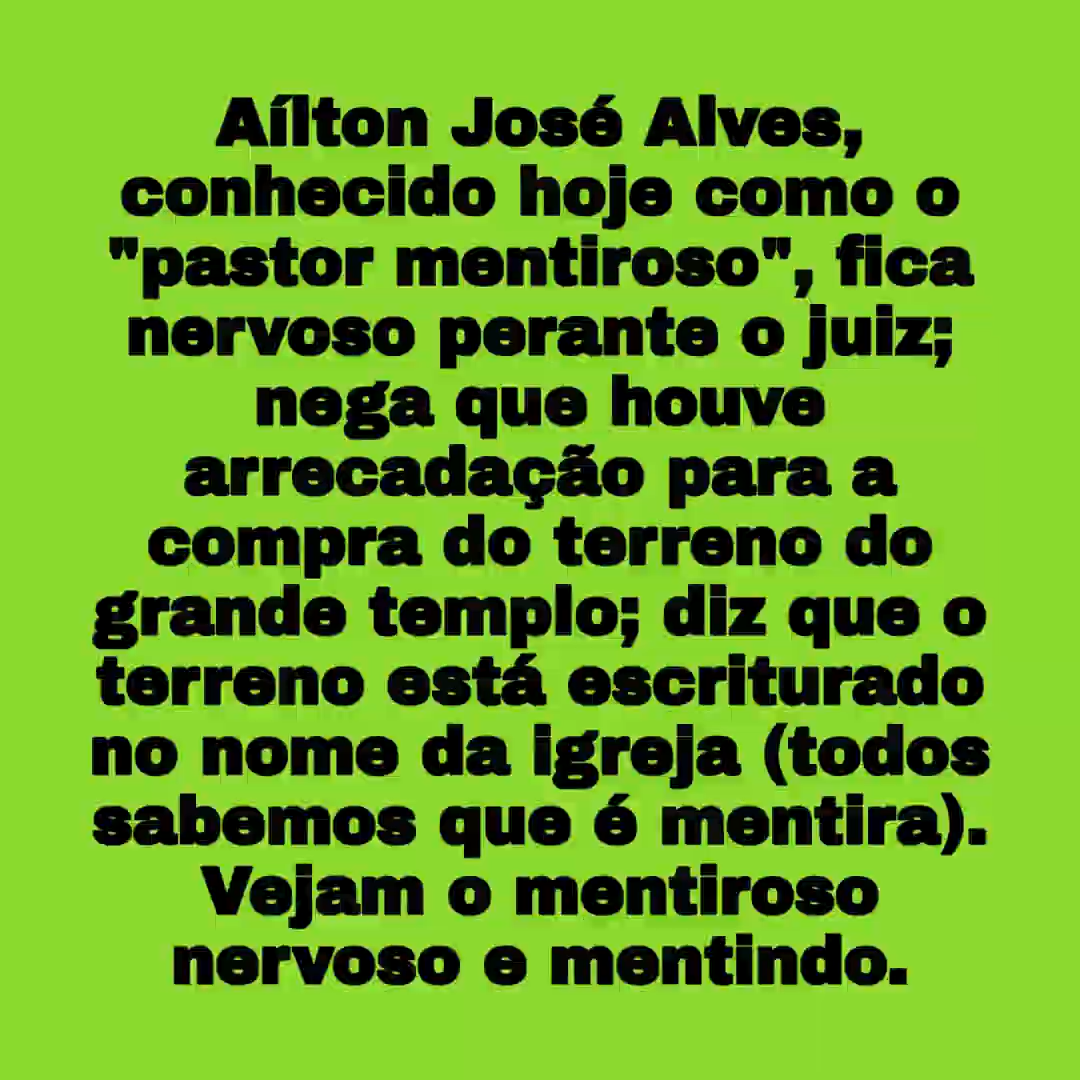 Aílton José Alves,
conhecido hoje como o
"pastor mentiroso", fica
nervoso perante o juiz;
nega que houve
arrecadação para a
compra do terreno do
grande templo; diz que o
terreno está escriturado
no nome da igreja (todos
sabemos que é mentira).
Vejam o mentiroso
nervoso e mentindo.